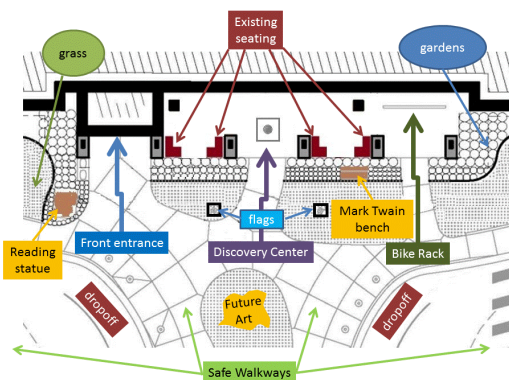 Existing
seating
grass
gardens
flags
Mark Twain
bench
Reading
statue
Front entrance
Discovery Center
Bike Rack
Future
Art
dropoff
dropoff
Safe Walkways